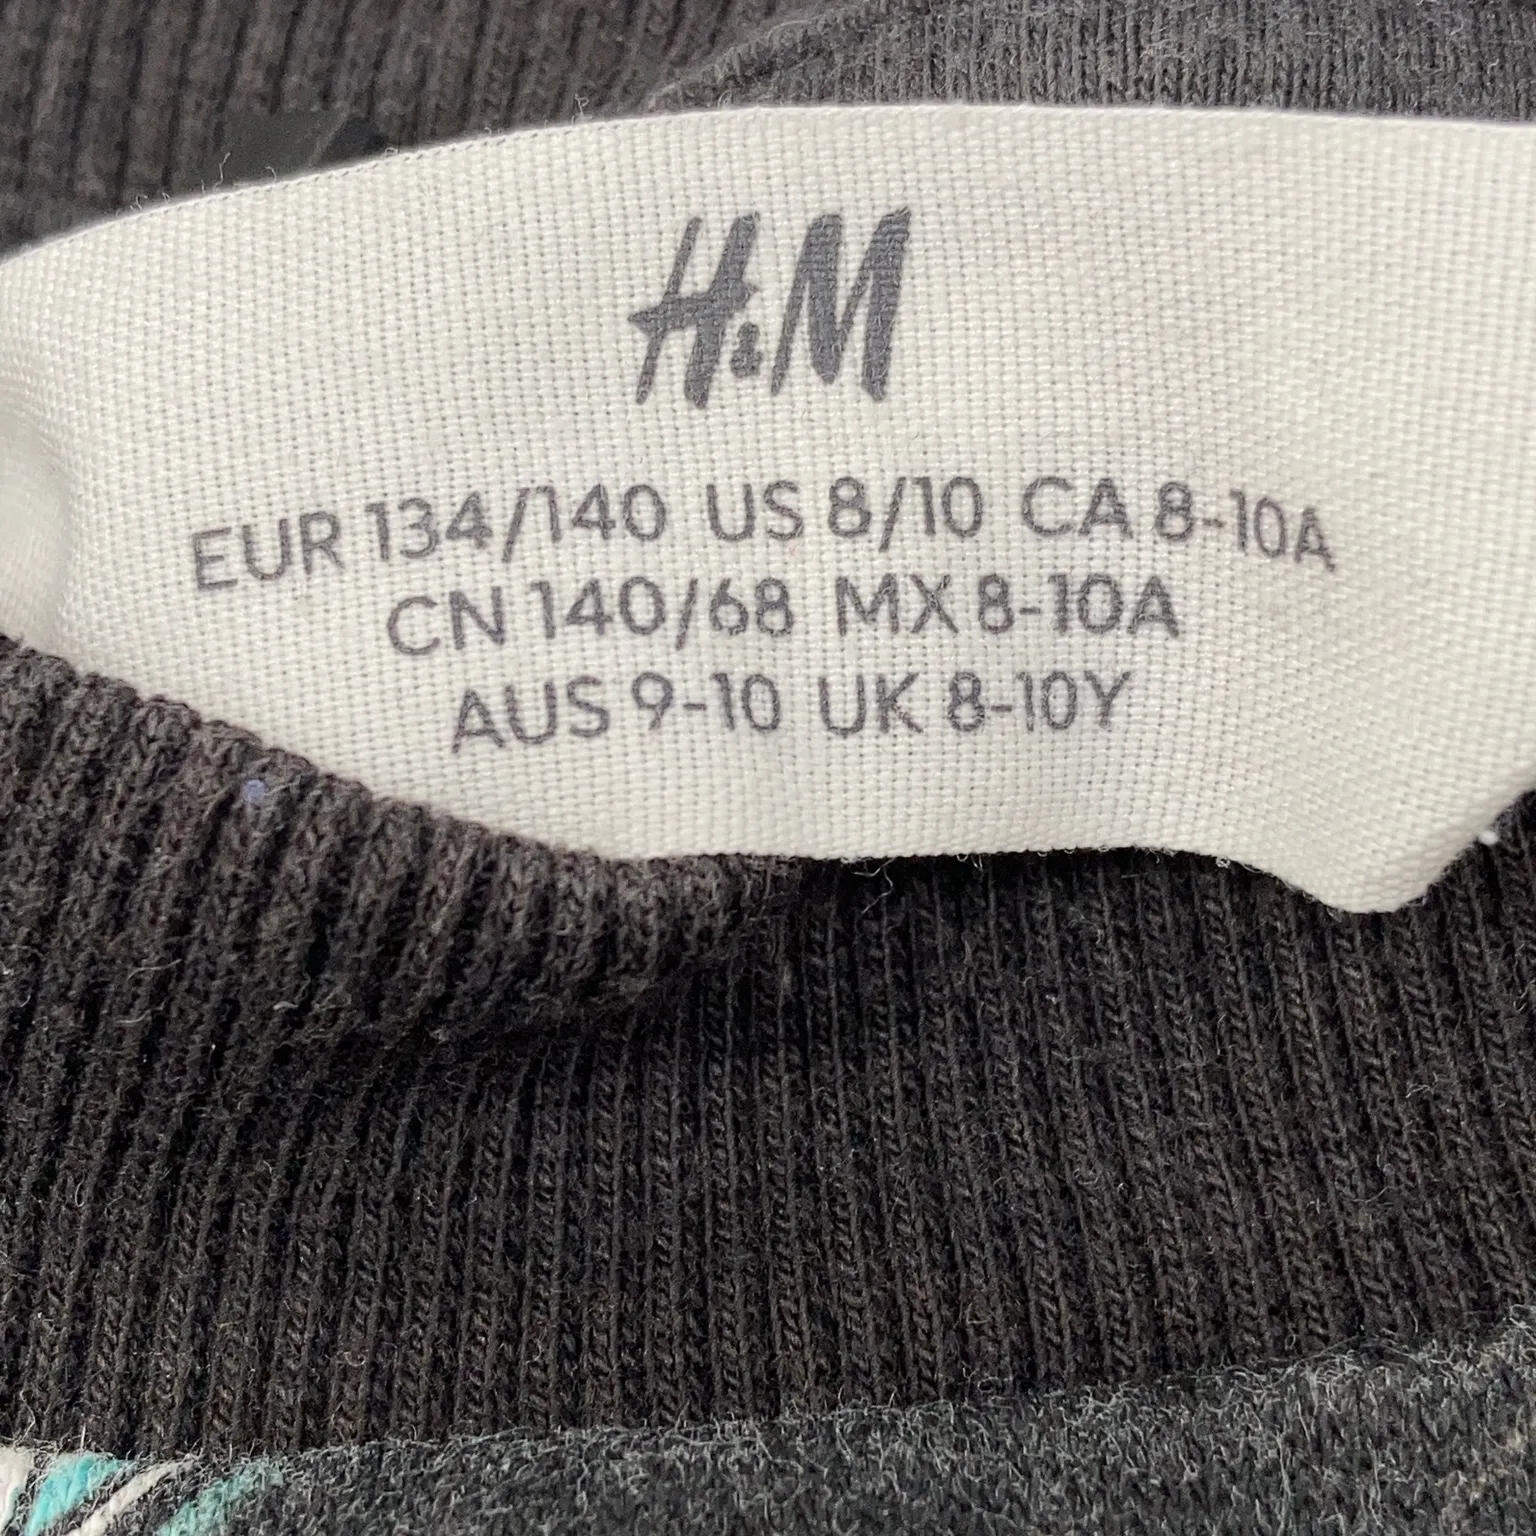 H&M
EUR 134/140 US 8/10 CA 8-10A
CN 140/68 MX 8-10A
AUS 9-10 UK 8-10Y